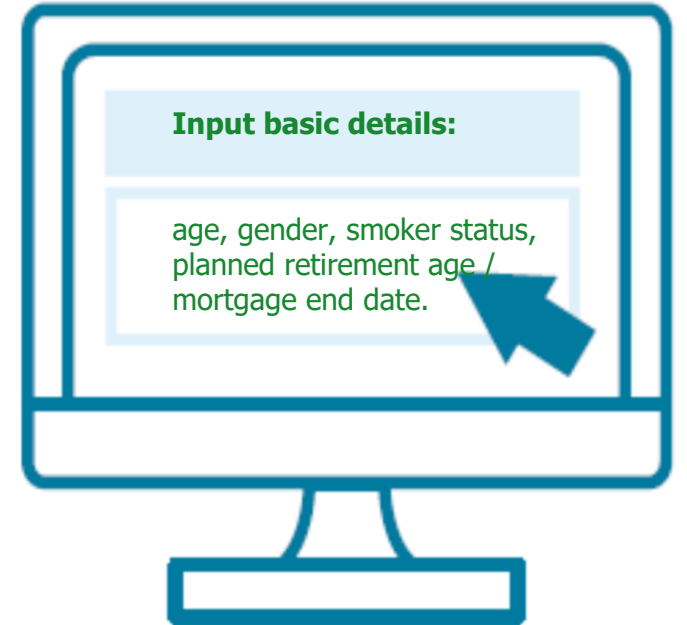 Input basic details:
age, gender, smoker status,
planned retirement age /
mortgage end date.